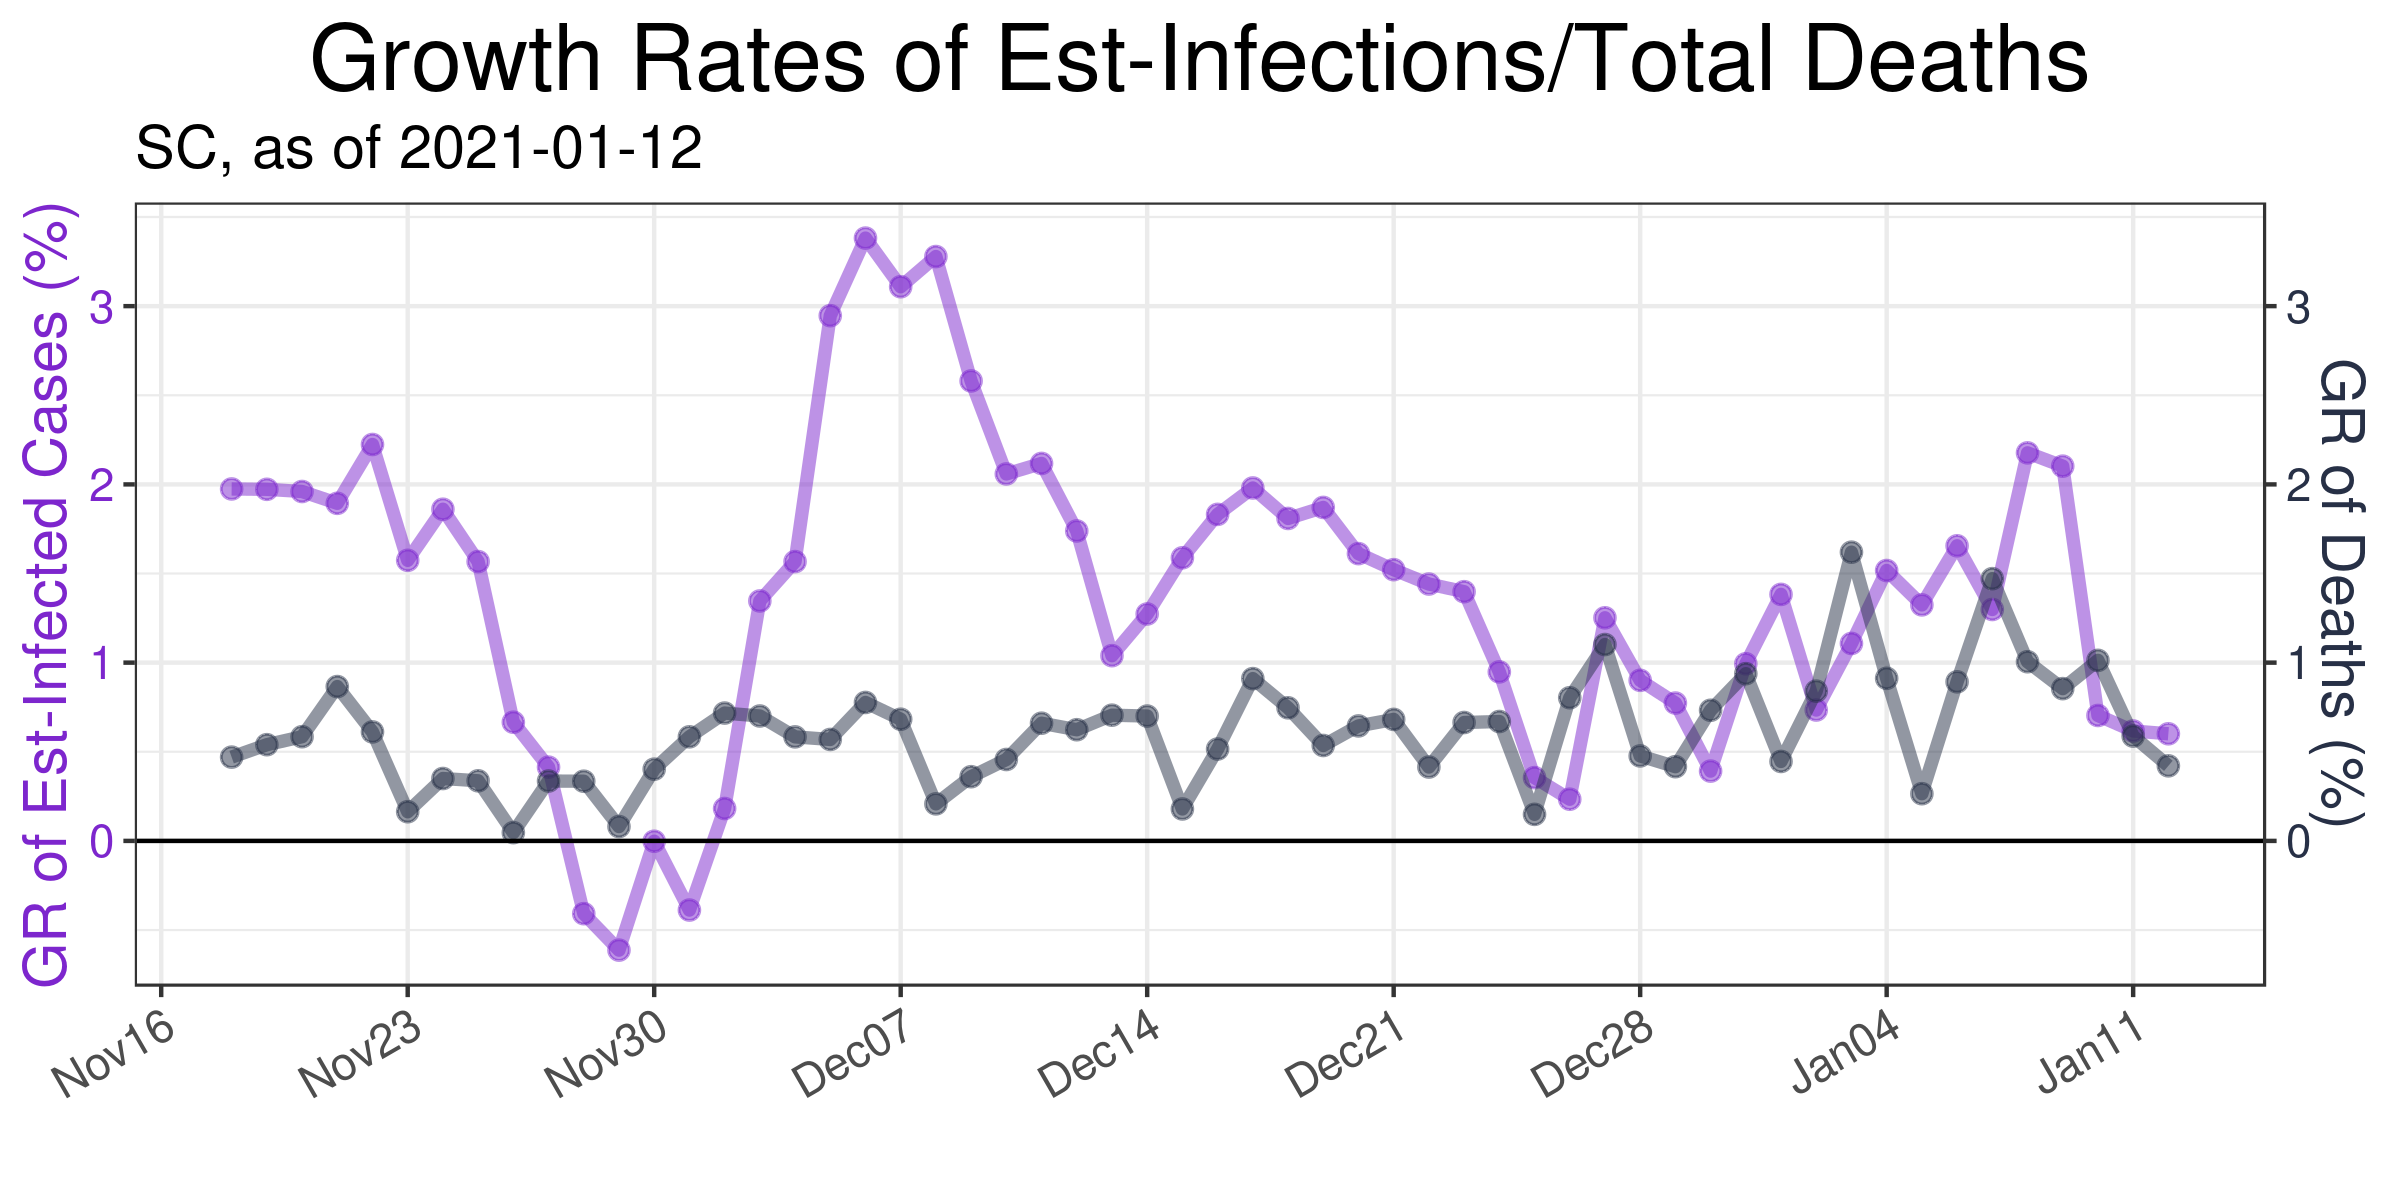 Growth Rates of Est-Infections/Total Deaths
SC, as of 2021-01-12
GR of Est-Infected Cases (%)
3
2
1
0
3
2
1
0
GR of Deaths (%)
Nov16
Nov23
Nov30
Dec07
Dec14
Dec21
Dec28
Jan04
Jan11